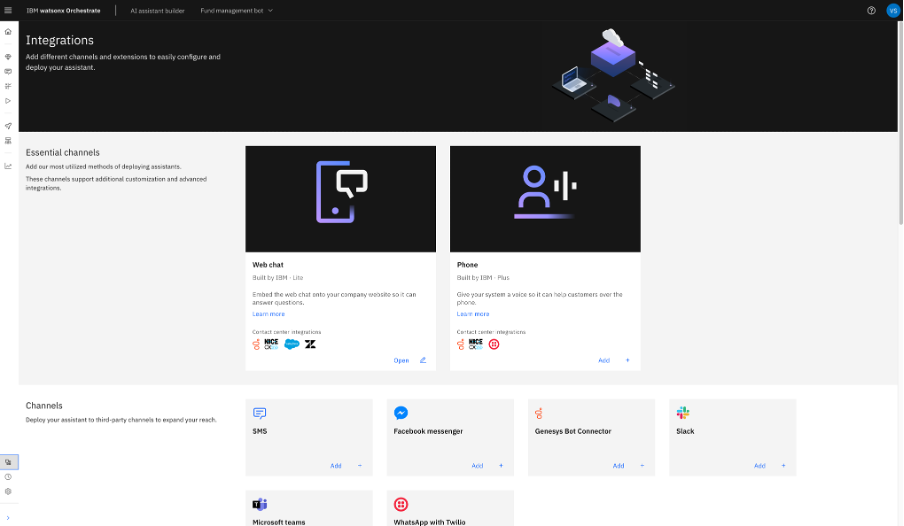 IBM watsonx Orchestrate
AI assistant builder
Fund management bot
VS
Integrations
Add different channels and extensions to easily configure and
deploy your assistant.
Essential channels
Add our most utilized methods of deploying assistants.
These channels support additional customization and advanced
integrations.
Web chat
Built by IBM - Lite
Embed the web chat onto your company website so it can
answer questions.
Learn more
Contact center integrations
NICE
Open
Phone
Built by IBM - Plus
Give your system a voice so it can help customers over the
phone.
Learn more
Contact center integrations
NICE
Add +
Channels
Deploy your assistant to third-party channels to expand your reach.
SMS
Add +
Facebook messenger
Add +
Genesys Bot Connector
Add +
Slack
Add +
Microsoft teams
WhatsApp with Twilio